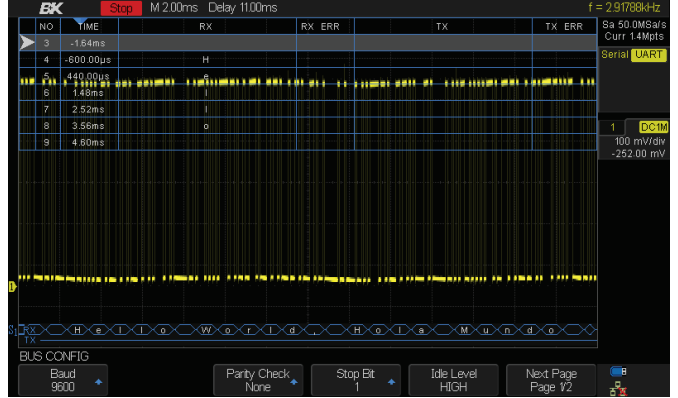 BK Stop M 2.00ms Delay 11.00ms f = 2.91788kHz
NO TIME RX RX ERR TX TX ERR
Sa 50.0MSa/s
Curr 1.4Mpts
3 -1.64ms
Serial UART
4 -600.00µs H
5 440.00µs e
6 1.48ms l
7 2.52ms l
8 3.56ms o
9 4.60ms
1 DC1M
100 mV/div
-252.00 mV
1
S1 RX H e l l o W o r l d . H o l a M u n d o
TX
BUS CONFIG
Baud Parity Check Stop Bit Idle Level Next Page
9600 None 1 HIGH Page 1/2